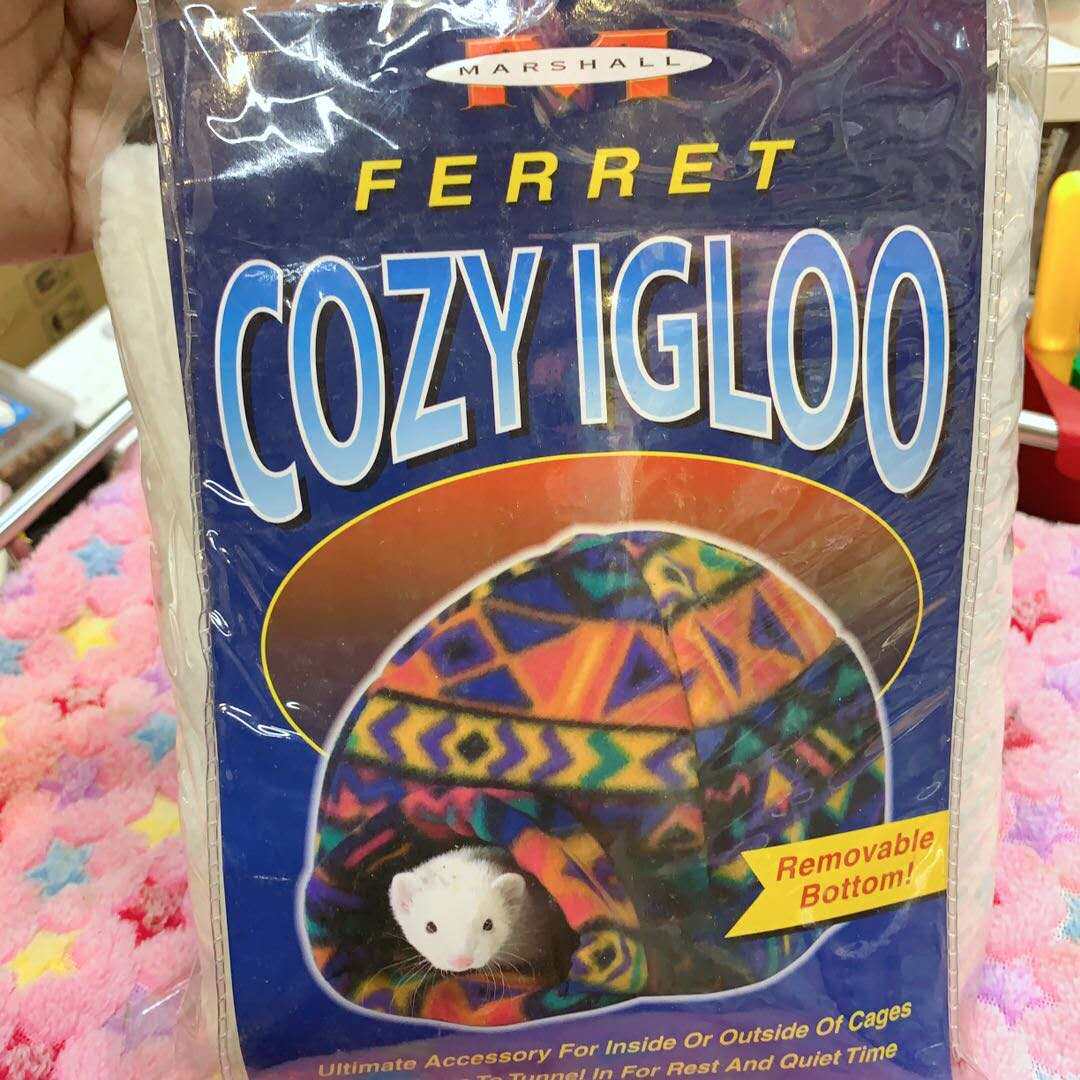 M
MARSHALL
FERRET
COZY IGLOO
Removable
Bottom!
Ultimate Accessory For Inside Or Outside Of Cages
To Tunnel In For Rest And Quiet Time